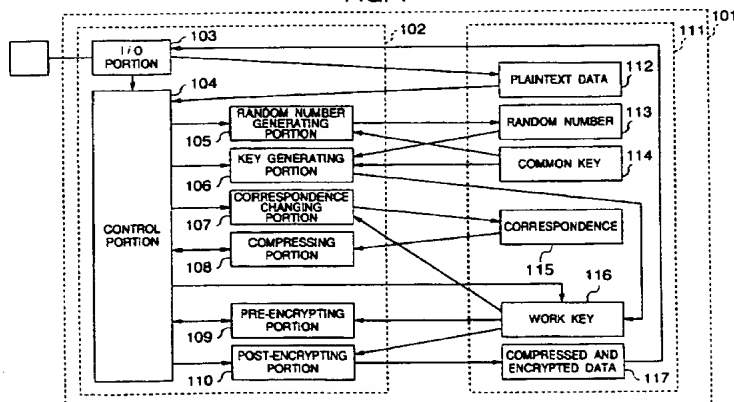 103
I/O
PORTION
102
111
101
104
PLAINTEXT DATA
112
RANDOM NUMBER
GENERATING
PORTION
105
RANDOM NUMBER
113
KEY GENERATING
PORTION
106
COMMON KEY
114
CONTROL
PORTION
CORRESPONDENCE
CHANGING
PORTION
107
CORRESPONDENCE
115
COMPRESSING
PORTION
108
116
PRE-ENCRYPTING
PORTION
109
WORK KEY
POST-ENCRYPTING
PORTION
110
COMPRESSED AND
ENCRYPTED DATA
117